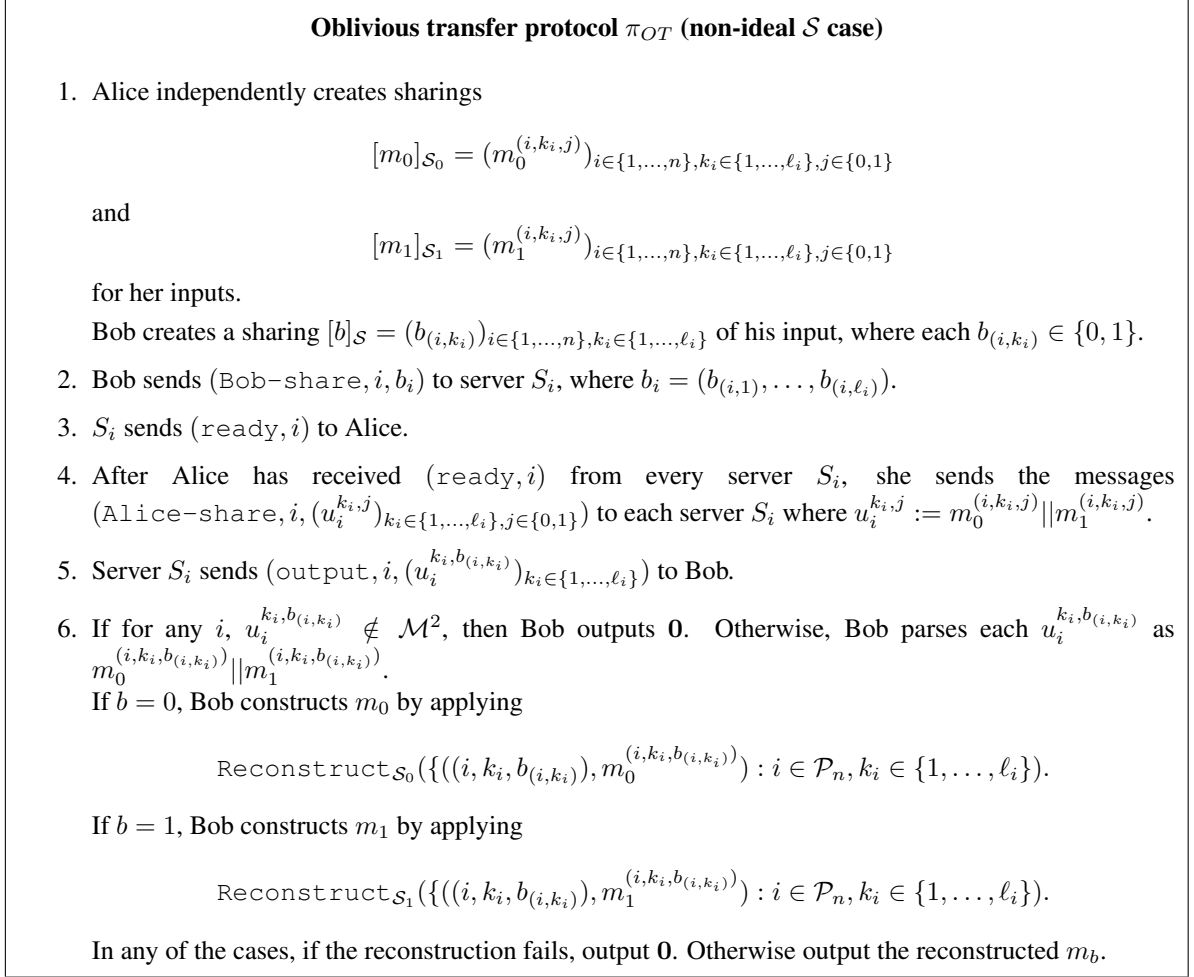 Oblivious transfer protocol π_{OT} (non-ideal 𝒮 case)
1. Alice independently creates sharings
[m_0]_{𝒮_0} = (m_0^{(i,k_i,j)})_{i∈{1,...,n},k_i∈{1,...,ℓ_i},j∈{0,1}}
and
[m_1]_{𝒮_1} = (m_1^{(i,k_i,j)})_{i∈{1,...,n},k_i∈{1,...,ℓ_i},j∈{0,1}}
for her inputs.
Bob creates a sharing [b]_𝒮 = (b_{(i,k_i)})_{i∈{1,...,n},k_i∈{1,...,ℓ_i}} of his input, where each b_{(i,k_i)} ∈ {0, 1}.
2. Bob sends (Bob-share, i, b_i) to server S_i, where b_i = (b_{(i,1)}, . . . , b_{(i,ℓ_i)}).
3. S_i sends (ready, i) to Alice.
4. After Alice has received (ready, i) from every server S_i, she sends the messages
(Alice-share, i, (u_i^{k_i,j})_{k_i∈{1,...,ℓ_i},j∈{0,1}}) to each server S_i where u_i^{k_i,j} := m_0^{(i,k_i,j)}||m_1^{(i,k_i,j)}.
5. Server S_i sends (output, i, (u_i^{k_i,b_{(i,k_i)}})_{k_i∈{1,...,ℓ_i}}) to Bob.
6. If for any i, u_i^{k_i,b_{(i,k_i)}} ∉ ℳ^2, then Bob outputs 0. Otherwise, Bob parses each u_i^{k_i,b_{(i,k_i)}} as
m_0^{(i,k_i,b_{(i,k_i)})}||m_1^{(i,k_i,b_{(i,k_i)})}.
If b = 0, Bob constructs m_0 by applying
Reconstruct_{𝒮_0}({((i, k_i, b_{(i,k_i)}), m_0^{(i,k_i,b_{(i,k_i)})}) : i ∈ 𝒫_n, k_i ∈ {1, . . . , ℓ_i}).
If b = 1, Bob constructs m_1 by applying
Reconstruct_{𝒮_1}({((i, k_i, b_{(i,k_i)}), m_1^{(i,k_i,b_{(i,k_i)})}) : i ∈ 𝒫_n, k_i ∈ {1, . . . , ℓ_i}).
In any of the cases, if the reconstruction fails, output 0. Otherwise output the reconstructed m_b.